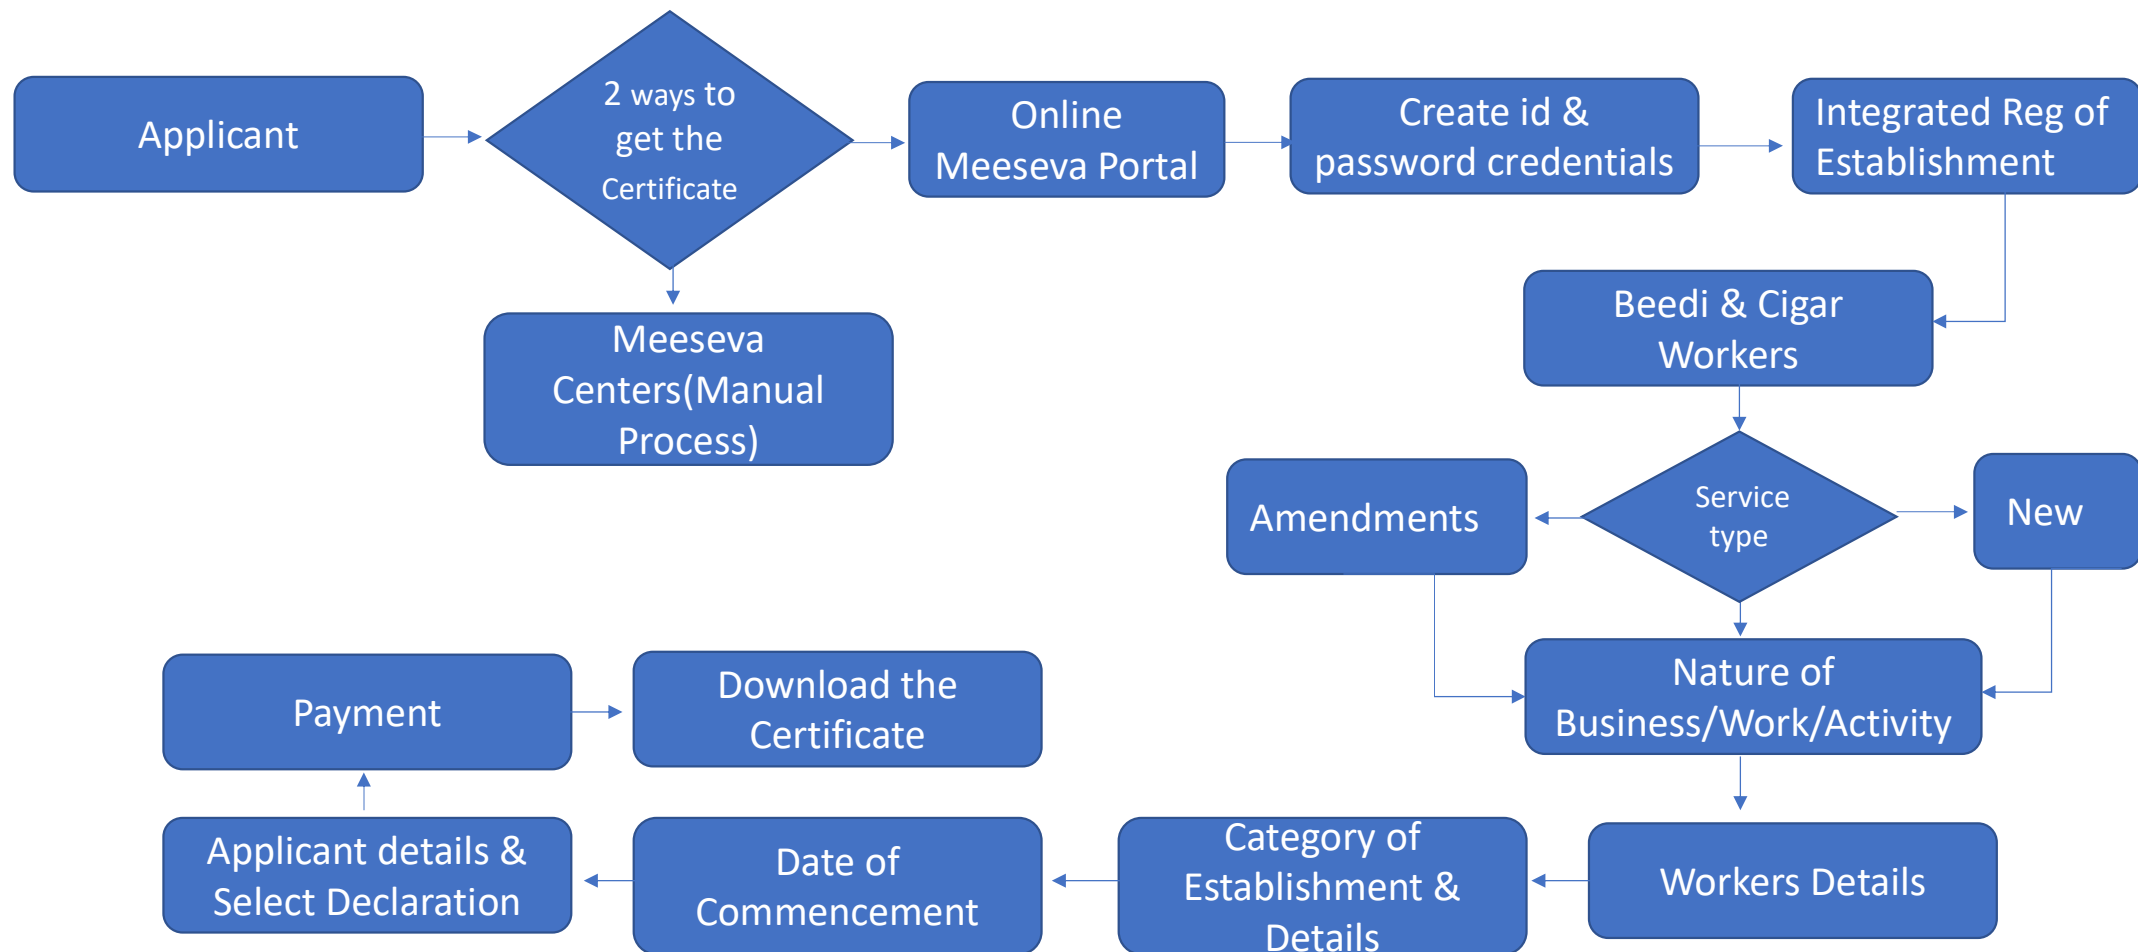 Applicant
2 ways to
get the
Certificate
Online
Meeseva Portal
Create id &
password credentials
Integrated Reg of
Establishment
Meeseva
Centers(Manual
Process)
Beedi & Cigar
Workers
Amendments
Service
type
New
Nature of
Business/Work/Activity
Workers Details
Category of
Establishment &
Details
Date of
Commencement
Applicant details &
Select Declaration
Payment
Download the
Certificate